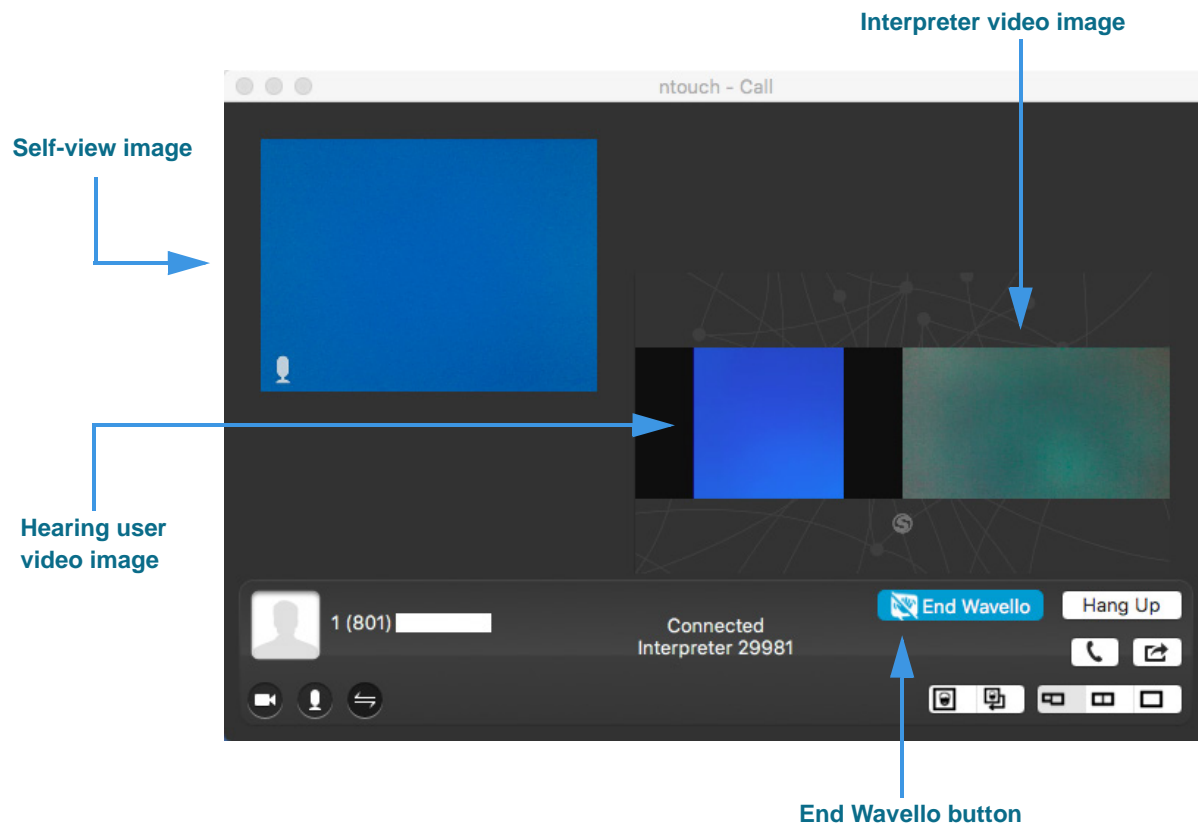 Interpreter video image
ntouch - Call
Self-view image
Hearing user
video image
1 (801)
Connected
Interpreter 29981
End Wavello
Hang Up
End Wavello button